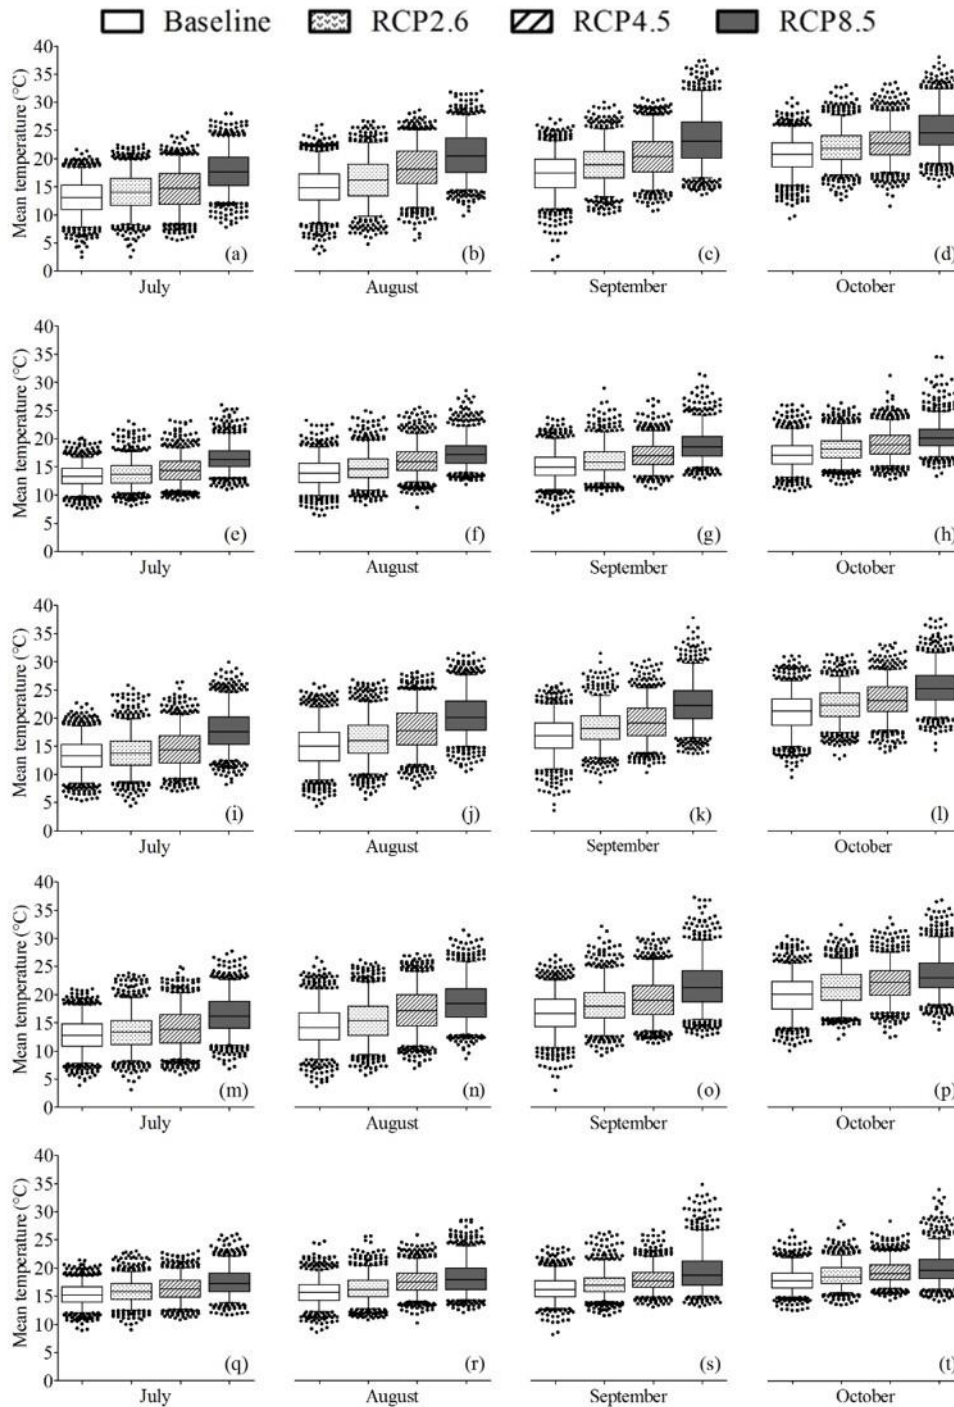 Baseline RCP2.6 RCP4.5 RCP8.5
Mean temperature (°C)
40
35
30
25
20
15
10
5
0
(a) (b) (c) (d)
July August September October
Mean temperature (°C)
40
35
30
25
20
15
10
5
0
(e) (f) (g) (h)
July August September October
Mean temperature (°C)
40
35
30
25
20
15
10
5
0
(i) (j) (k) (l)
July August September October
Mean temperature (°C)
40
35
30
25
20
15
10
5
0
(m) (n) (o) (p)
July August September October
Mean temperature (°C)
40
35
30
25
20
15
10
5
0
(q) (r) (s) (t)
July August September October